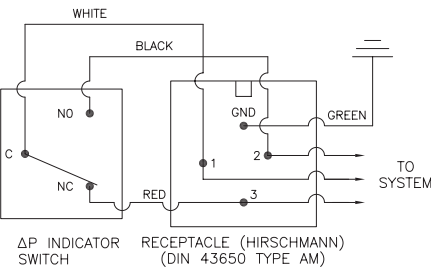 WHITE
BLACK
NO
GND
GREEN
C
1
2
NC
RED
3
TO
SYSTEM
ΔP INDICATOR
SWITCH
RECEPTACLE (HIRSCHMANN)
(DIN 43650 TYPE AM)